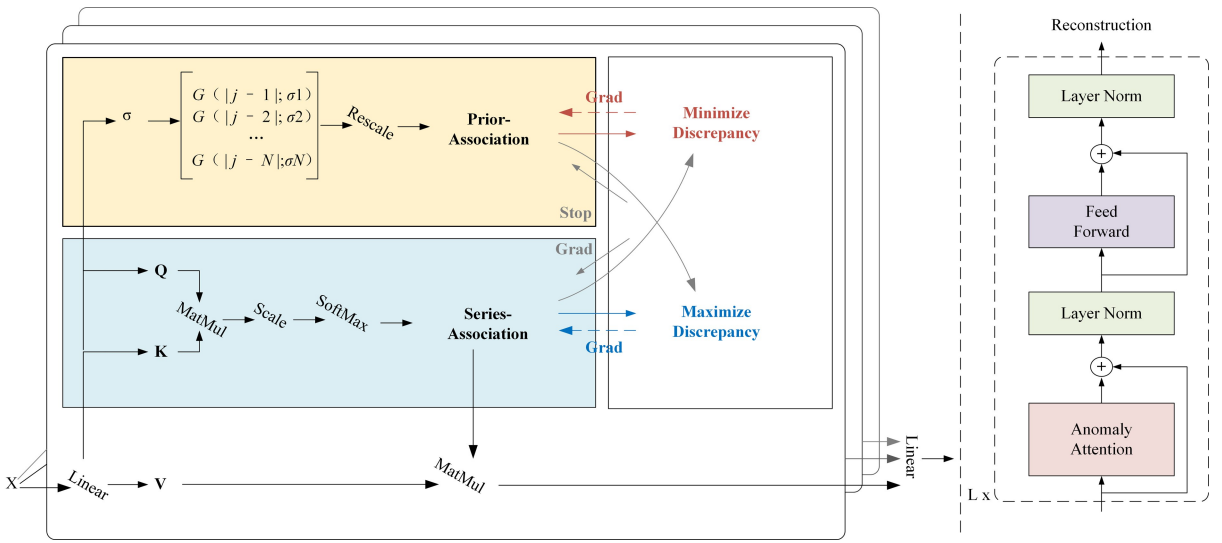 σ
G ( | j - 1 |; σ1)
G ( | j - 2 |; σ2)
...
G ( | j - N |;σN)
Rescale
Prior-
Association
Grad
Minimize
Discrepancy
Stop
Grad
Q
K
MatMul
Scale
SoftMax
Series-
Association
Grad
Maximize
Discrepancy
X
Linear
V
MatMul
Linear
Reconstruction
Layer Norm
+
Feed
Forward
Layer Norm
+
Anomaly
Attention
L x